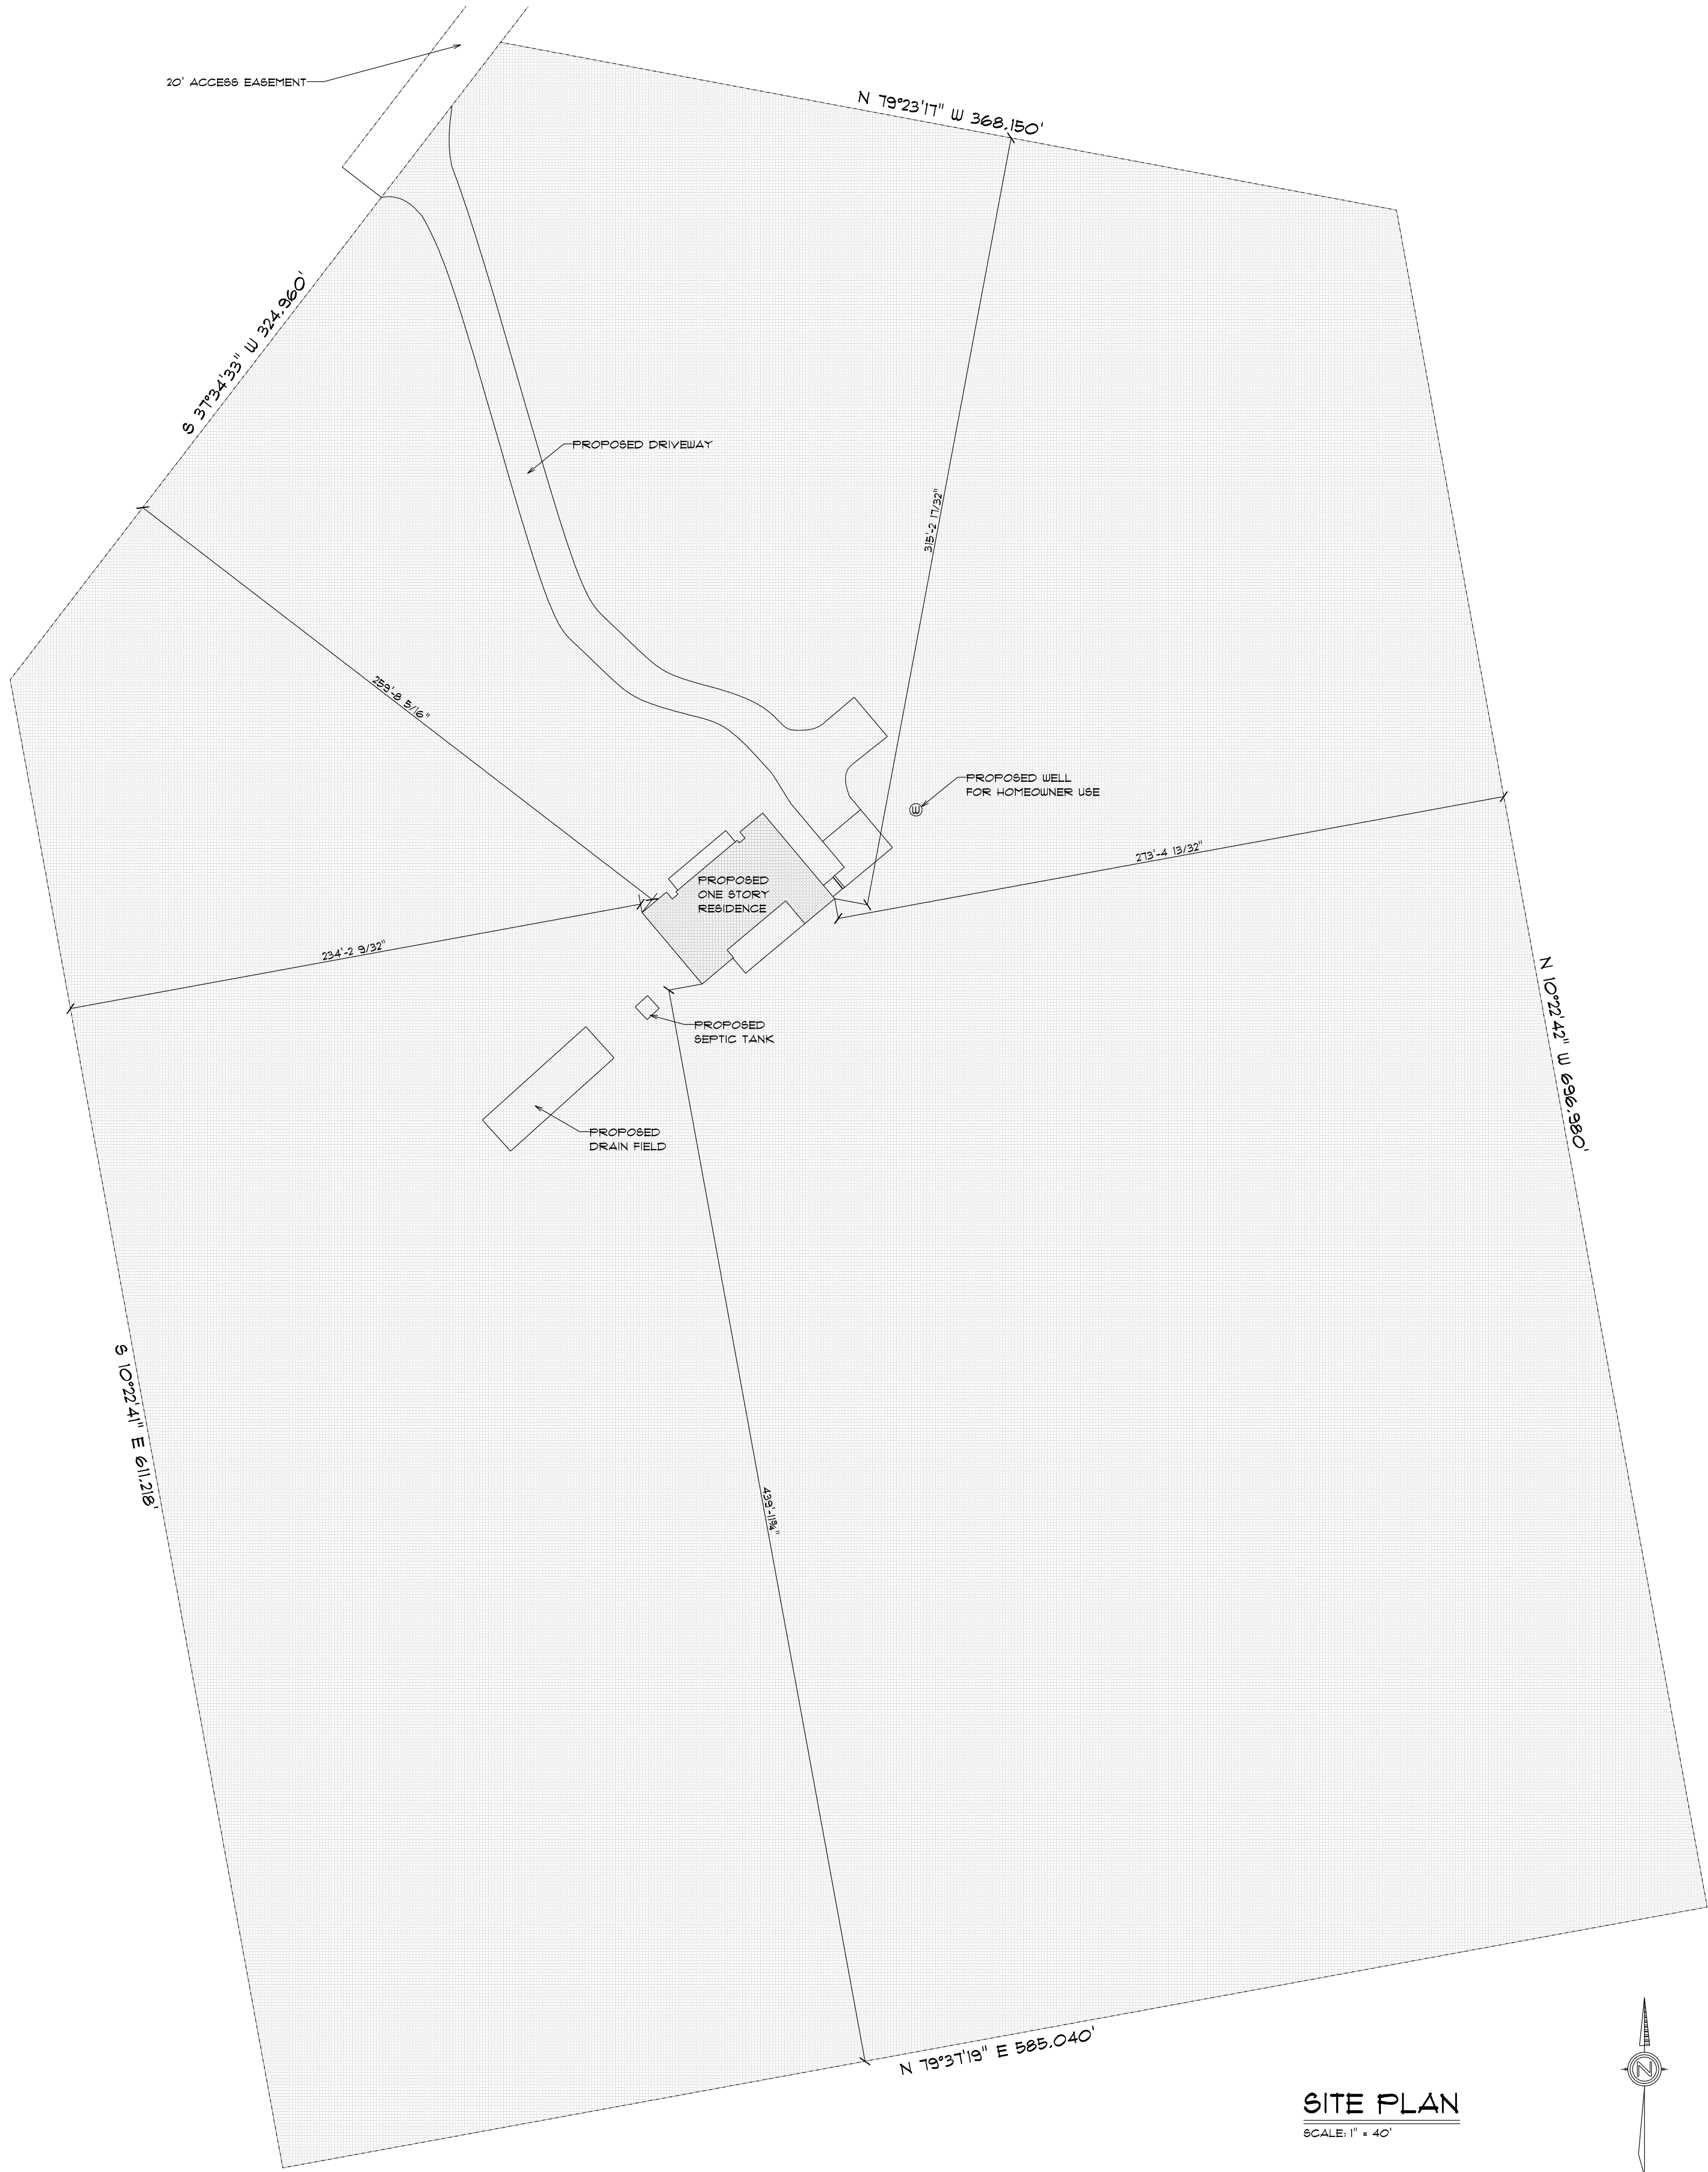 20' ACCESS EASEMENT
N 79°23'17" W 368.150'
S 37°34'33" W 324.960'
PROPOSED DRIVEWAY
315'-2 17/32"
259'-8 5/16"
PROPOSED WELL
FOR HOMEOWNER USE
W
273'-4 13/32"
PROPOSED
ONE STORY
RESIDENCE
234'-2 9/32"
N 10°22'42" W 696.980'
PROPOSED
SEPTIC TANK
PROPOSED
DRAIN FIELD
S 10°22'41" E 611.218'
N 79°37'19" E 585.040'
N
SITE PLAN
SCALE: 1" = 40'